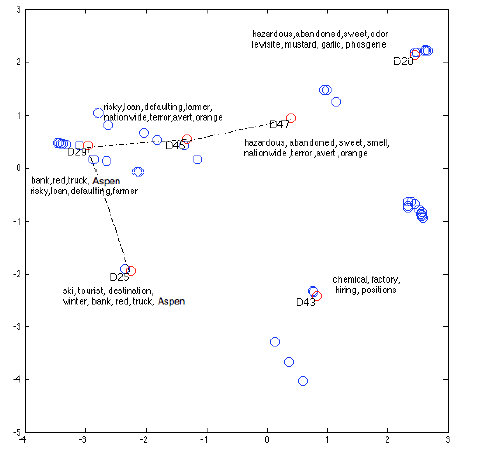 3
hazardous,abandoned,sweet,odor
levisite, mustard, garlic, phosgene
D20
2
risky,loan,defaulting,farmer,
nationwide,terror,avert,orange
1
D47
D46
hazardous, abandoned, sweet, smell,
nationwide,terror, avert, orange
D29
0
bank,red,truck, Aspen
risky,loan,defaulting,farmer
-1
-2
D25
ski, tourist, destination,
winter, bank, red, truck, Aspen
chemical, factory,
hiring, positions
D43
-3
-4
-5
-4 -3 -2 -1 0 1 2 3